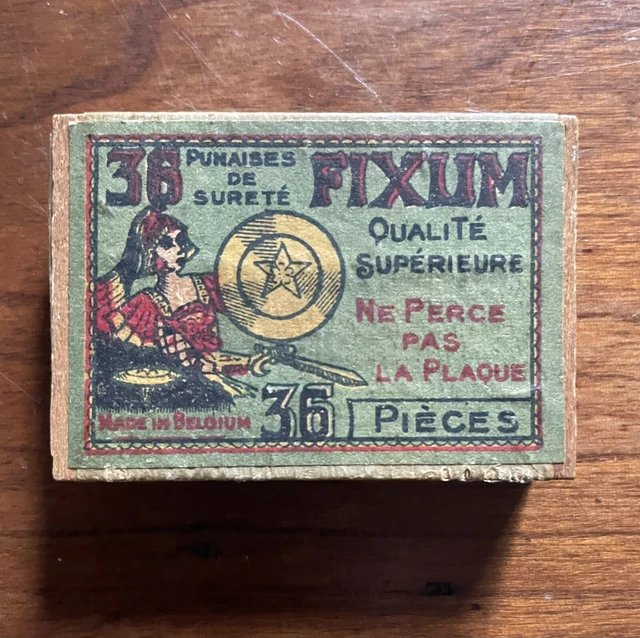 36 PUNAISES DE SURETÉ
FIXUM
QUALITÉ
SUPÉRIEURE
NE PERCE
PAS
LA PLAQUE
MADE IN BELGIUM
36 PIÈCES